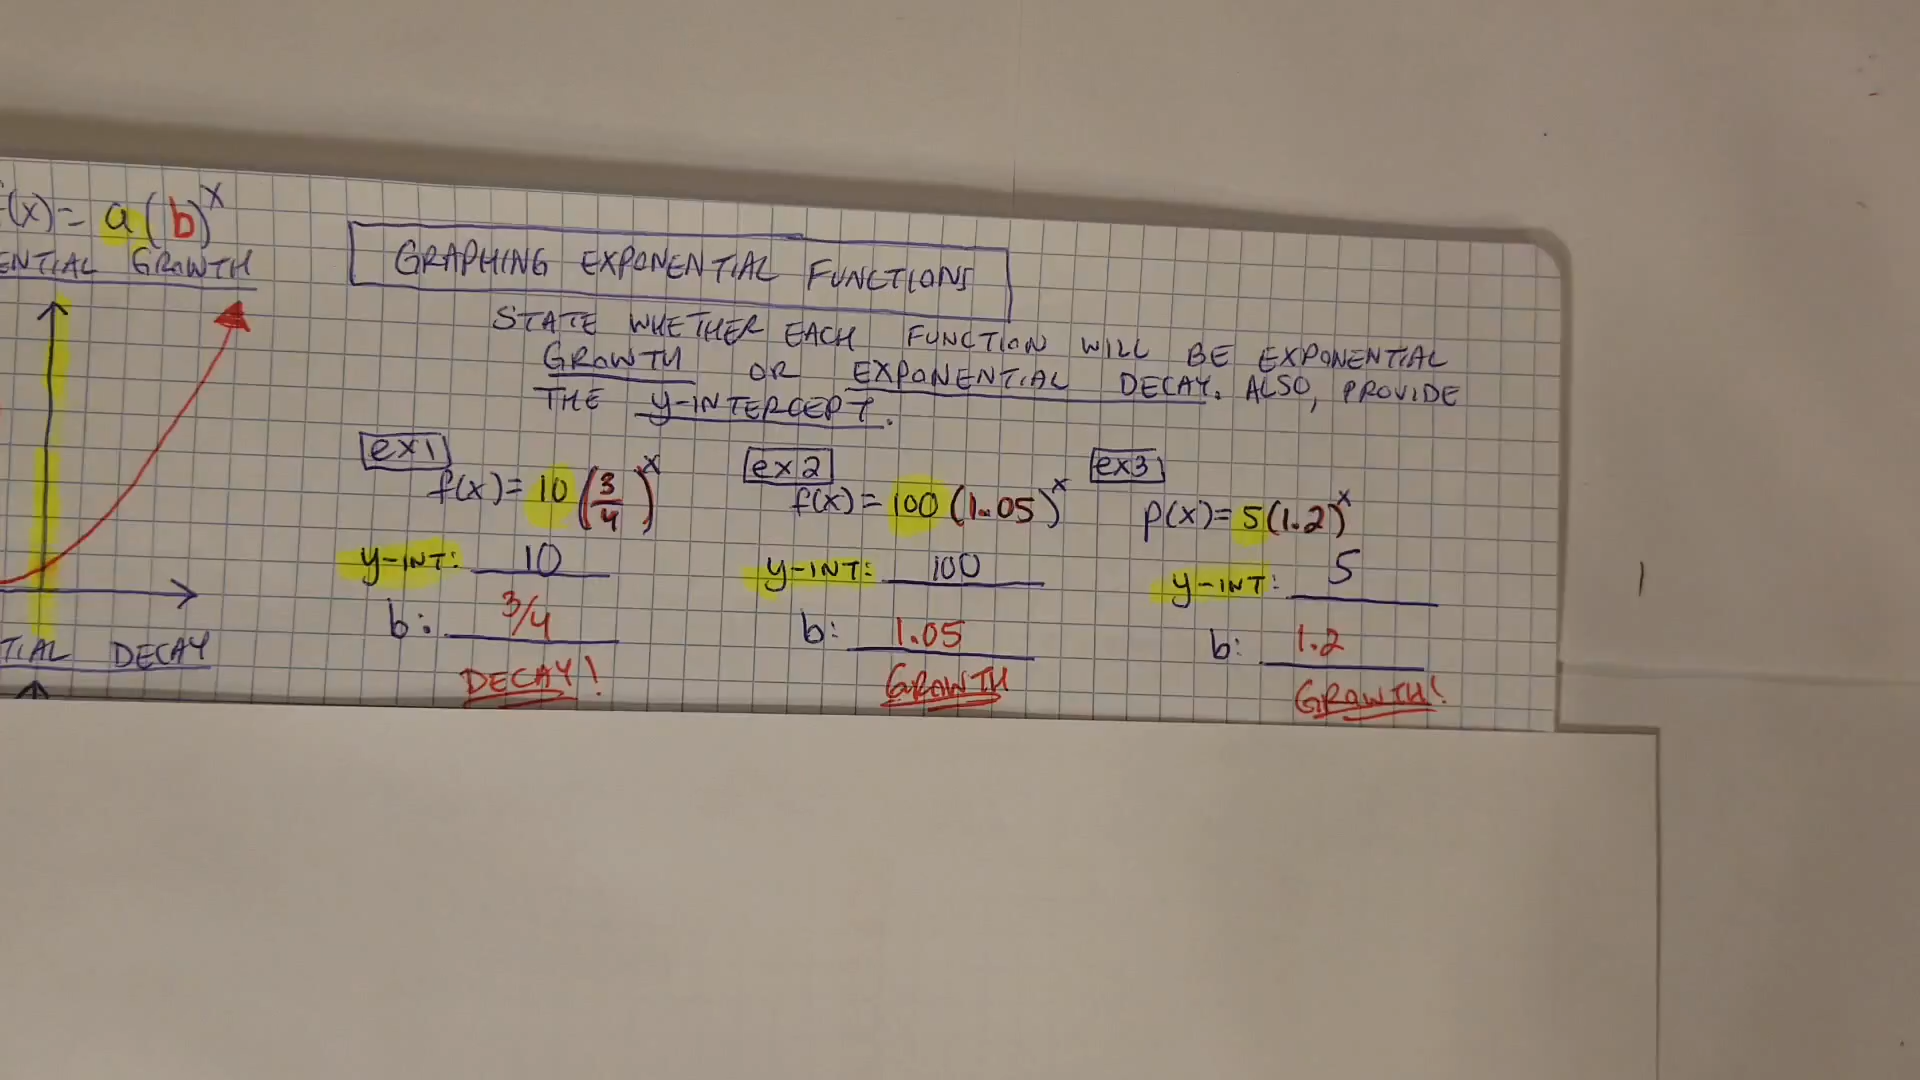 f(x)= a(b)^x
ENTIAL GROWTH
TIAL DECAY
GRAPHING EXPONENTIAL FUNCTIONS
STATE WHETHER EACH FUNCTION WILL BE EXPONENTIAL
GROWTH OR EXPONENTIAL DECAY. ALSO, PROVIDE
THE y-INTERCEPT.
ex1
f(x)= 10(3/4)^x
y-INT: 10
b: 3/4
DECAY!
ex2
f(x)= 100(1.05)^x
y-INT: 100
b: 1.05
GROWTH
ex3
p(x)= 5(1.2)^x
y-INT: 5
b: 1.2
GROWTH!